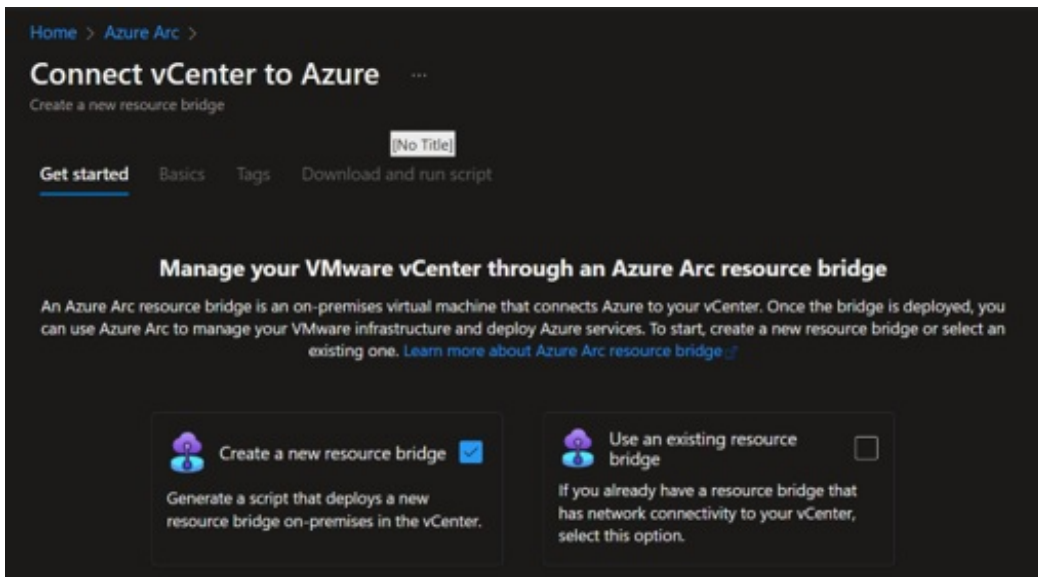 Home > Azure Arc >
Connect vCenter to Azure ...
Create a new resource bridge
[No Title]
Get started Basics Tags Download and run script
Manage your VMware vCenter through an Azure Arc resource bridge
An Azure Arc resource bridge is an on-premises virtual machine that connects Azure to your vCenter. Once the bridge is deployed, you
can use Azure Arc to manage your VMware infrastructure and deploy Azure services. To start, create a new resource bridge or select an
existing one. Learn more about Azure Arc resource bridge
Create a new resource bridge
Generate a script that deploys a new
resource bridge on-premises in the vCenter.
Use an existing resource
bridge
If you already have a resource bridge that
has network connectivity to your vCenter,
select this option.